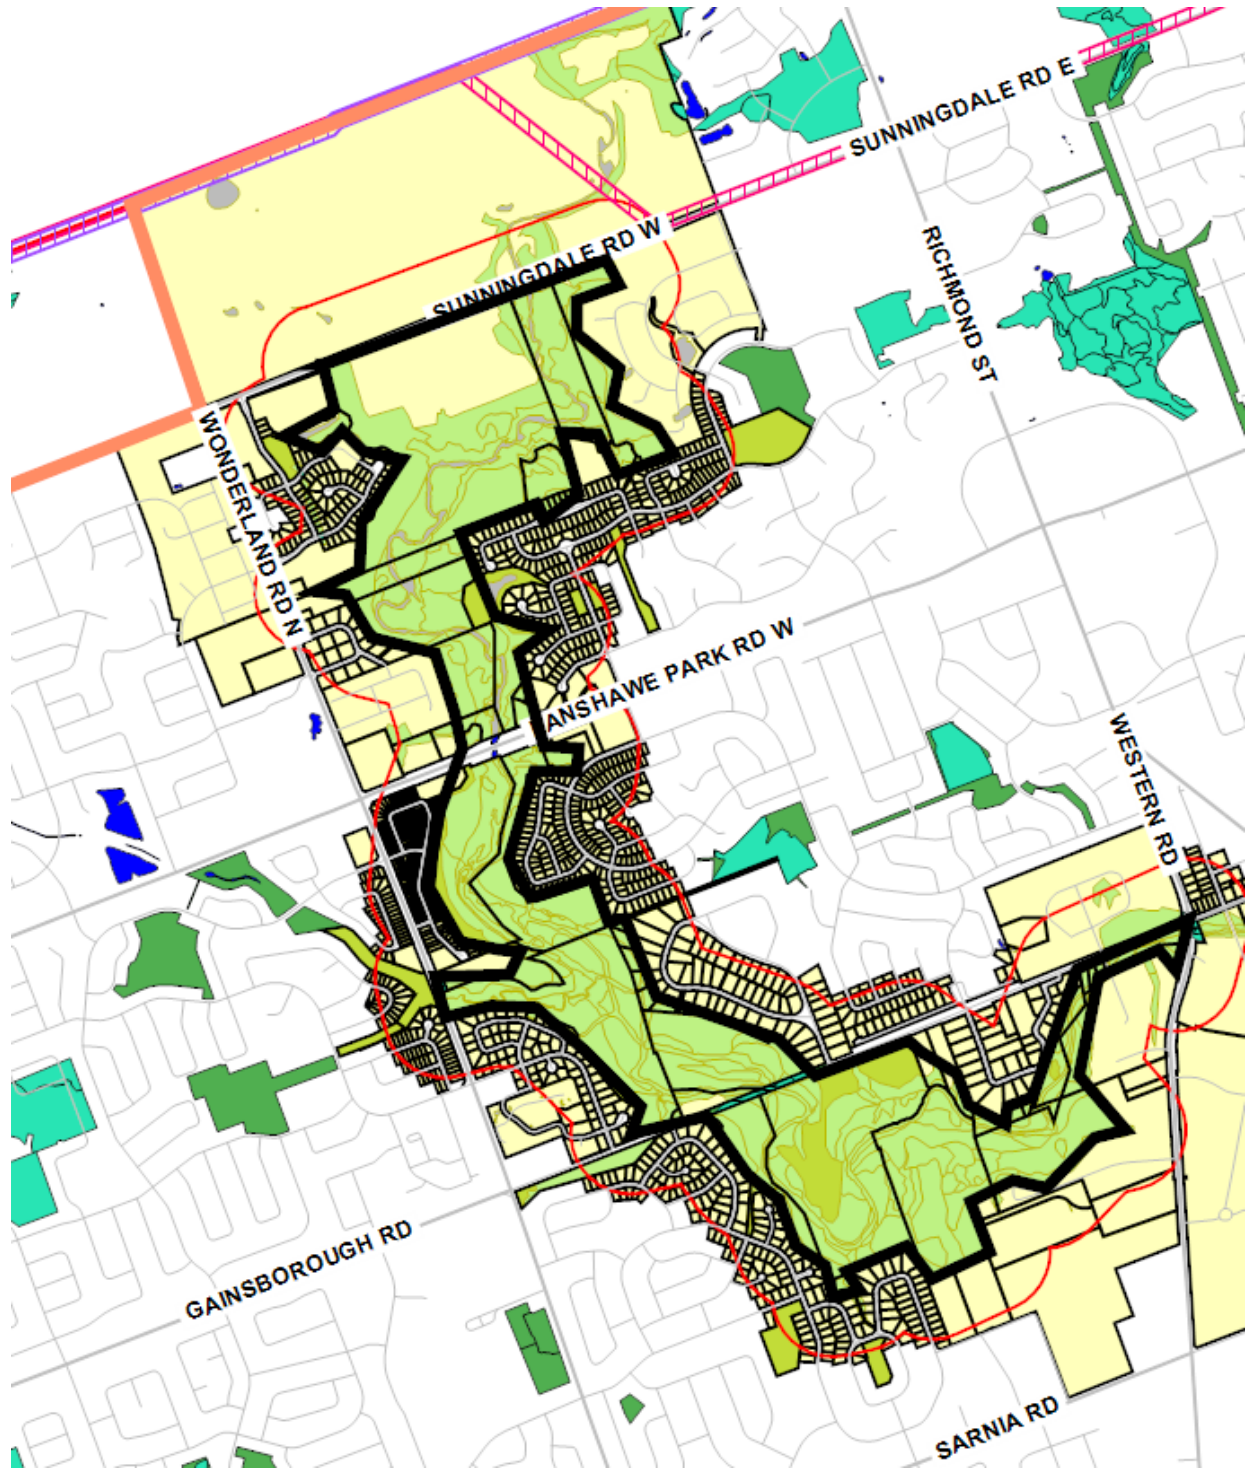 SUNNINGDALE RD E
SUNNINGDALE RD W
RICHMOND ST
WONDERLAND RD N
ANSHAWE PARK RD W
WESTERN RD
GAINSBOROUGH RD
SARNIA RD